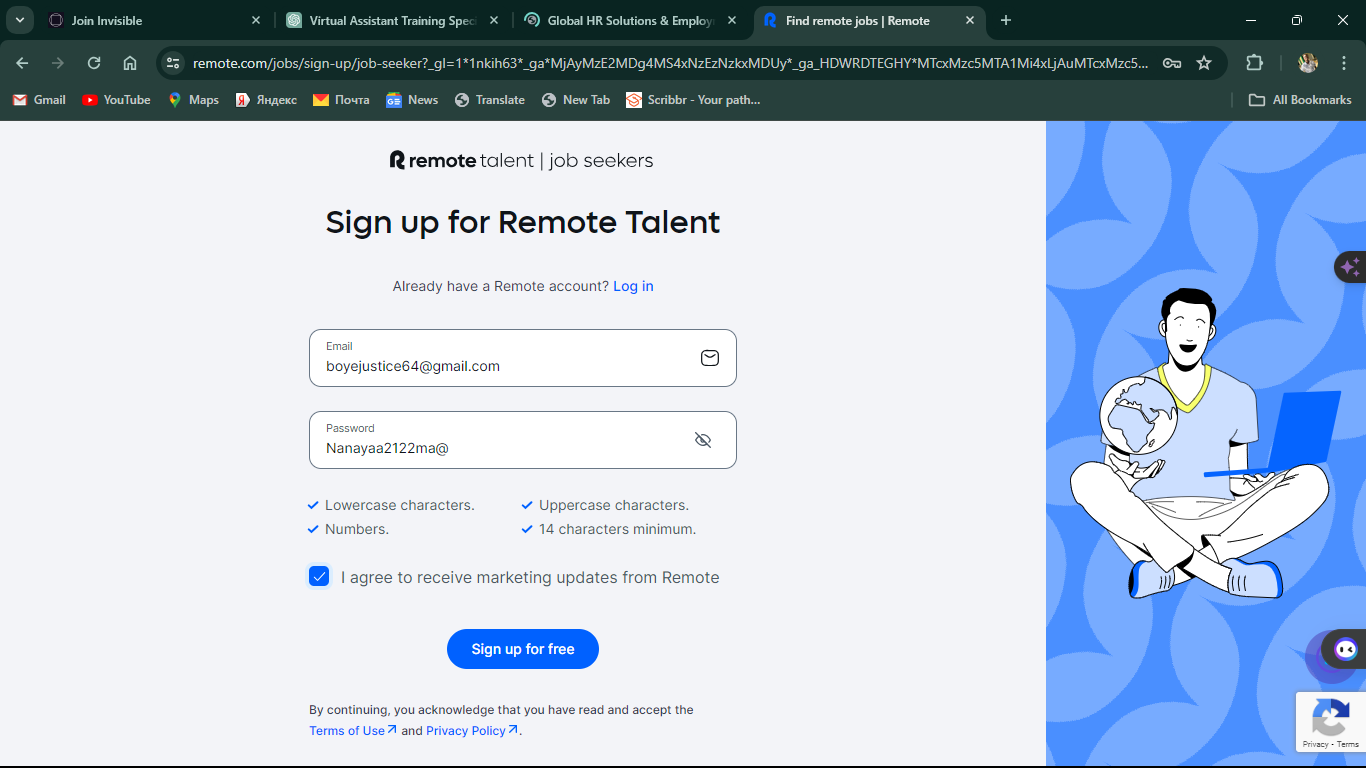 Join Invisible
Virtual Assistant Training Spec
Global HR Solutions & Employ
Find remote jobs | Remote
remote.com/jobs/sign-up/job-seeker?_gl=1*1nkih63*_ga*MjAyMzE2MDg4MS4xNzEzNzkxMDUy*_ga_HDWRDTEGHY*MTcxMzc5MTA1Mi4xLjAuMTcxMzc5...
Gmail
YouTube
Maps
Яндекс
Почта
News
Translate
New Tab
Scribbr - Your path...
All Bookmarks
remote talent | job seekers
Sign up for Remote Talent
Already have a Remote account? Log in
Email
boyejustice64@gmail.com
Password
Nanayaa2122ma@
Lowercase characters.
Uppercase characters.
Numbers.
14 characters minimum.
I agree to receive marketing updates from Remote
Sign up for free
By continuing, you acknowledge that you have read and accept the
Terms of Use and Privacy Policy.
Privacy - Terms